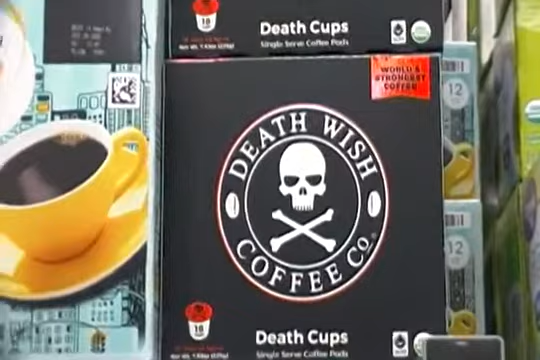 18
Death Cups
Single Serve Coffee Pods
WORLD'S
STRONGEST
COFFEE
DEATH WISH
COFFEE CO.
12
12
18
Death Cups
Single Serve Coffee Pods